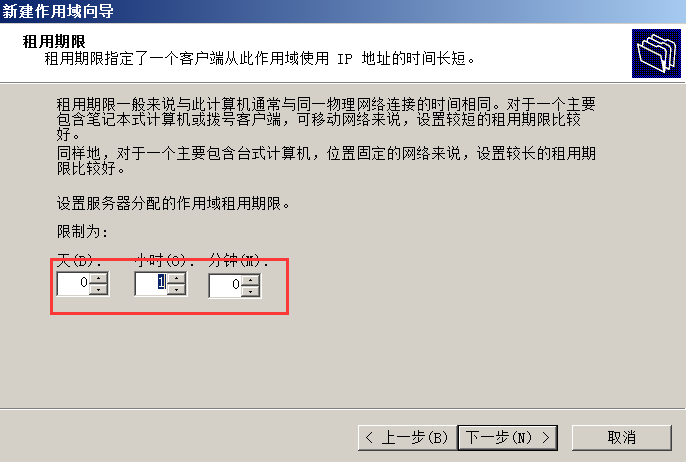 新建作用域向导
租用期限
租用期限指定了一个客户端从此作用域使用 IP 地址的时间长短。
租用期限一般来说与此计算机通常与同一物理网络连接的时间相同。对于一个主要
包含笔记本式计算机或拨号客户端，可移动网络来说，设置较短的租用期限比较
好。
同样地，对于一个主要包含台式计算机，位置固定的网络来说，设置较长的租用期
限比较好。
设置服务器分配的作用域租用期限。
限制为:
天(D): 小时(O): 分钟(M):
0 1 0
< 上一步(B) 下一步(N) > 取消